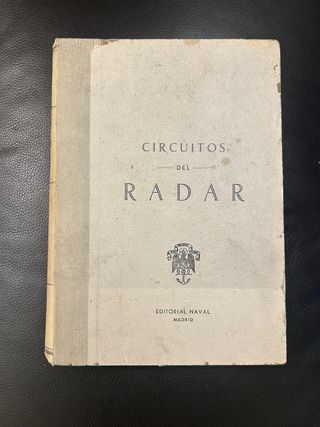 CIRCUITOS
DEL
RADAR
EDITORIAL NAVAL
MADRID